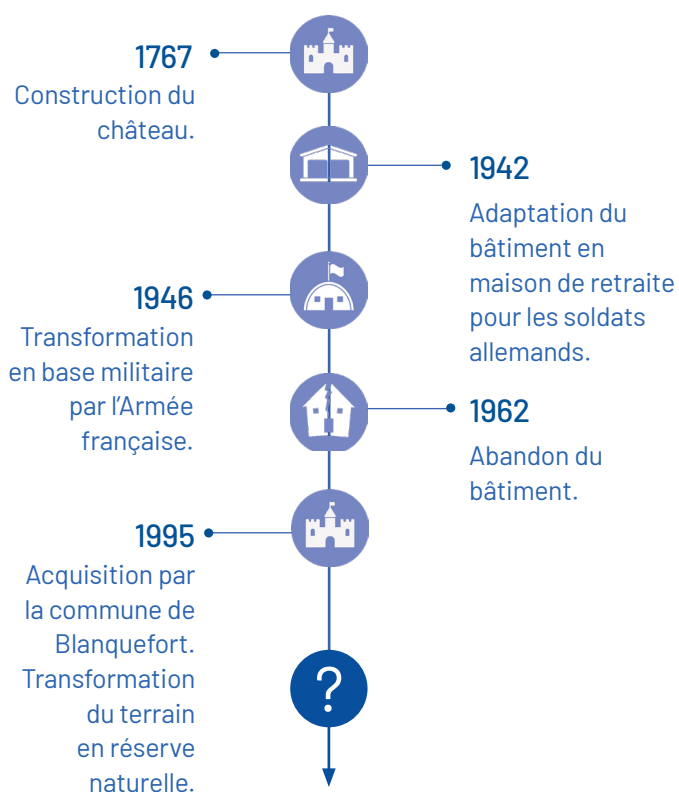 1767
Construction du
château.
1942
Adaptation du
bâtiment en
maison de retraite
pour les soldats
allemands.
1946
Transformation
en base militaire
par l'Armée
française.
1962
Abandon du
bâtiment.
1995
Acquisition par
la commune de
Blanquefort.
Transformation
du terrain
en réserve
naturelle.
?